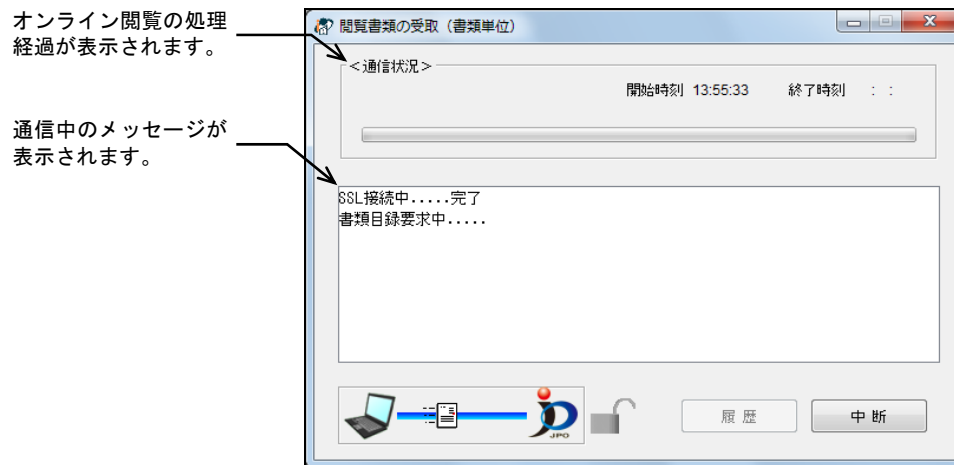 オンライン閲覧の処理
経過が表示されます。
通信中のメッセージが
表示されます。
閲覧書類の受取（書類単位）
＜通信状況＞
開始時刻 13:55:33 終了時刻 : :
SSL接続中.....完了
書類目録要求中.....
JPO
履歴
中断